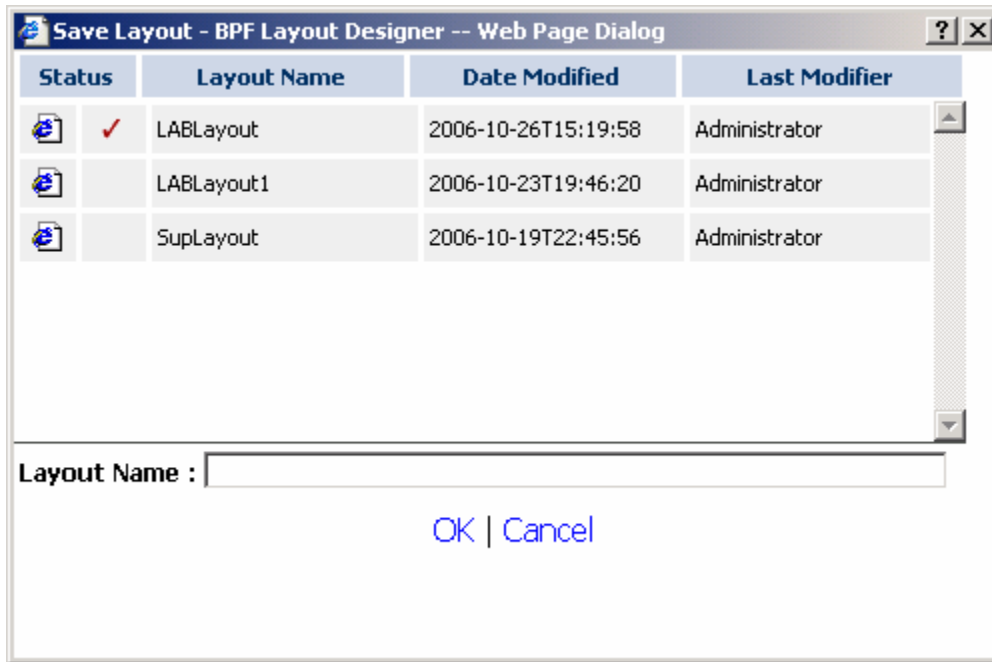 Save Layout - BPF Layout Designer -- Web Page Dialog
Status Layout Name Date Modified Last Modifier
LABLayout 2006-10-26T15:19:58 Administrator
LABLayout1 2006-10-23T19:46:20 Administrator
SupLayout 2006-10-19T22:45:56 Administrator
Layout Name :
OK | Cancel